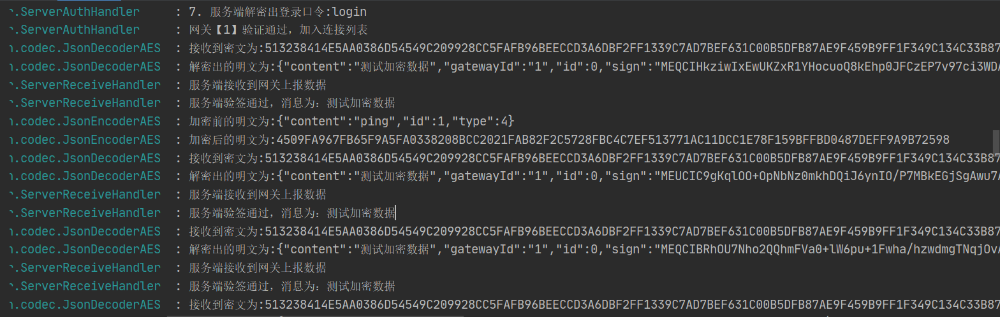 r.ServerAuthHandler : 7. 服务端解密出登录口令:login
r.ServerAuthHandler : 网关【1】验证通过，加入连接列表
n.codec.JsonDecoderAES : 接收到密文为:513238414E5AA0386D54549C209928CC5FAFB96BEECCD3A6DBF2FF1339C7AD7BEF631C00B5DFB87AE9F459B9FF1F349C134C33B87
n.codec.JsonDecoderAES : 解密出的明文为:{"content":"测试加密数据","gatewayId":"1","id":0,"sign":"MEQCIHkziwIxEwUKZxR1YHocuoQ8kEhp0JFCzEP7v97ci3WDA
r.ServerReceiveHandler : 服务端接收到网关上报数据
r.ServerReceiveHandler : 服务端验签通过，消息为：测试加密数据
n.codec.JsonEncoderAES : 加密前的明文为:{"content":"ping","id":1,"type":4}
n.codec.JsonEncoderAES : 加密后的明文为:4509FA967FB65F9A5FA0338208BCC2021FAB82F2C5728FBC4C7EF513771AC11DCC1E78F159BFFBD0487DEFF9A9B72598
n.codec.JsonDecoderAES : 接收到密文为:513238414E5AA0386D54549C209928CC5FAFB96BEECCD3A6DBF2FF1339C7AD7BEF631C00B5DFB87AE9F459B9FF1F349C134C33B87
n.codec.JsonDecoderAES : 解密出的明文为:{"content":"测试加密数据","gatewayId":"1","id":0,"sign":"MEUCIC9gKqlOO+OpNbNz0mkhDQiJ6ynIO/P7MBkEGjSgAwu7A
r.ServerReceiveHandler : 服务端接收到网关上报数据
r.ServerReceiveHandler : 服务端验签通过，消息为：测试加密数据
n.codec.JsonDecoderAES : 接收到密文为:513238414E5AA0386D54549C209928CC5FAFB96BEECCD3A6DBF2FF1339C7AD7BEF631C00B5DFB87AE9F459B9FF1F349C134C33B87
n.codec.JsonDecoderAES : 解密出的明文为:{"content":"测试加密数据","gatewayId":"1","id":0,"sign":"MEQCIBRhOU7Nho2QQhmFVa0+lW6pu+1Fwha/hzwdmgTNqjOvA
r.ServerReceiveHandler : 服务端接收到网关上报数据
r.ServerReceiveHandler : 服务端验签通过，消息为：测试加密数据
n.codec.JsonDecoderAES : 接收到密文为:513238414E5AA0386D54549C209928CC5FAFB96BEECCD3A6DBF2FF1339C7AD7BEF631C00B5DFB87AE9F459B9FF1F349C134C33B87